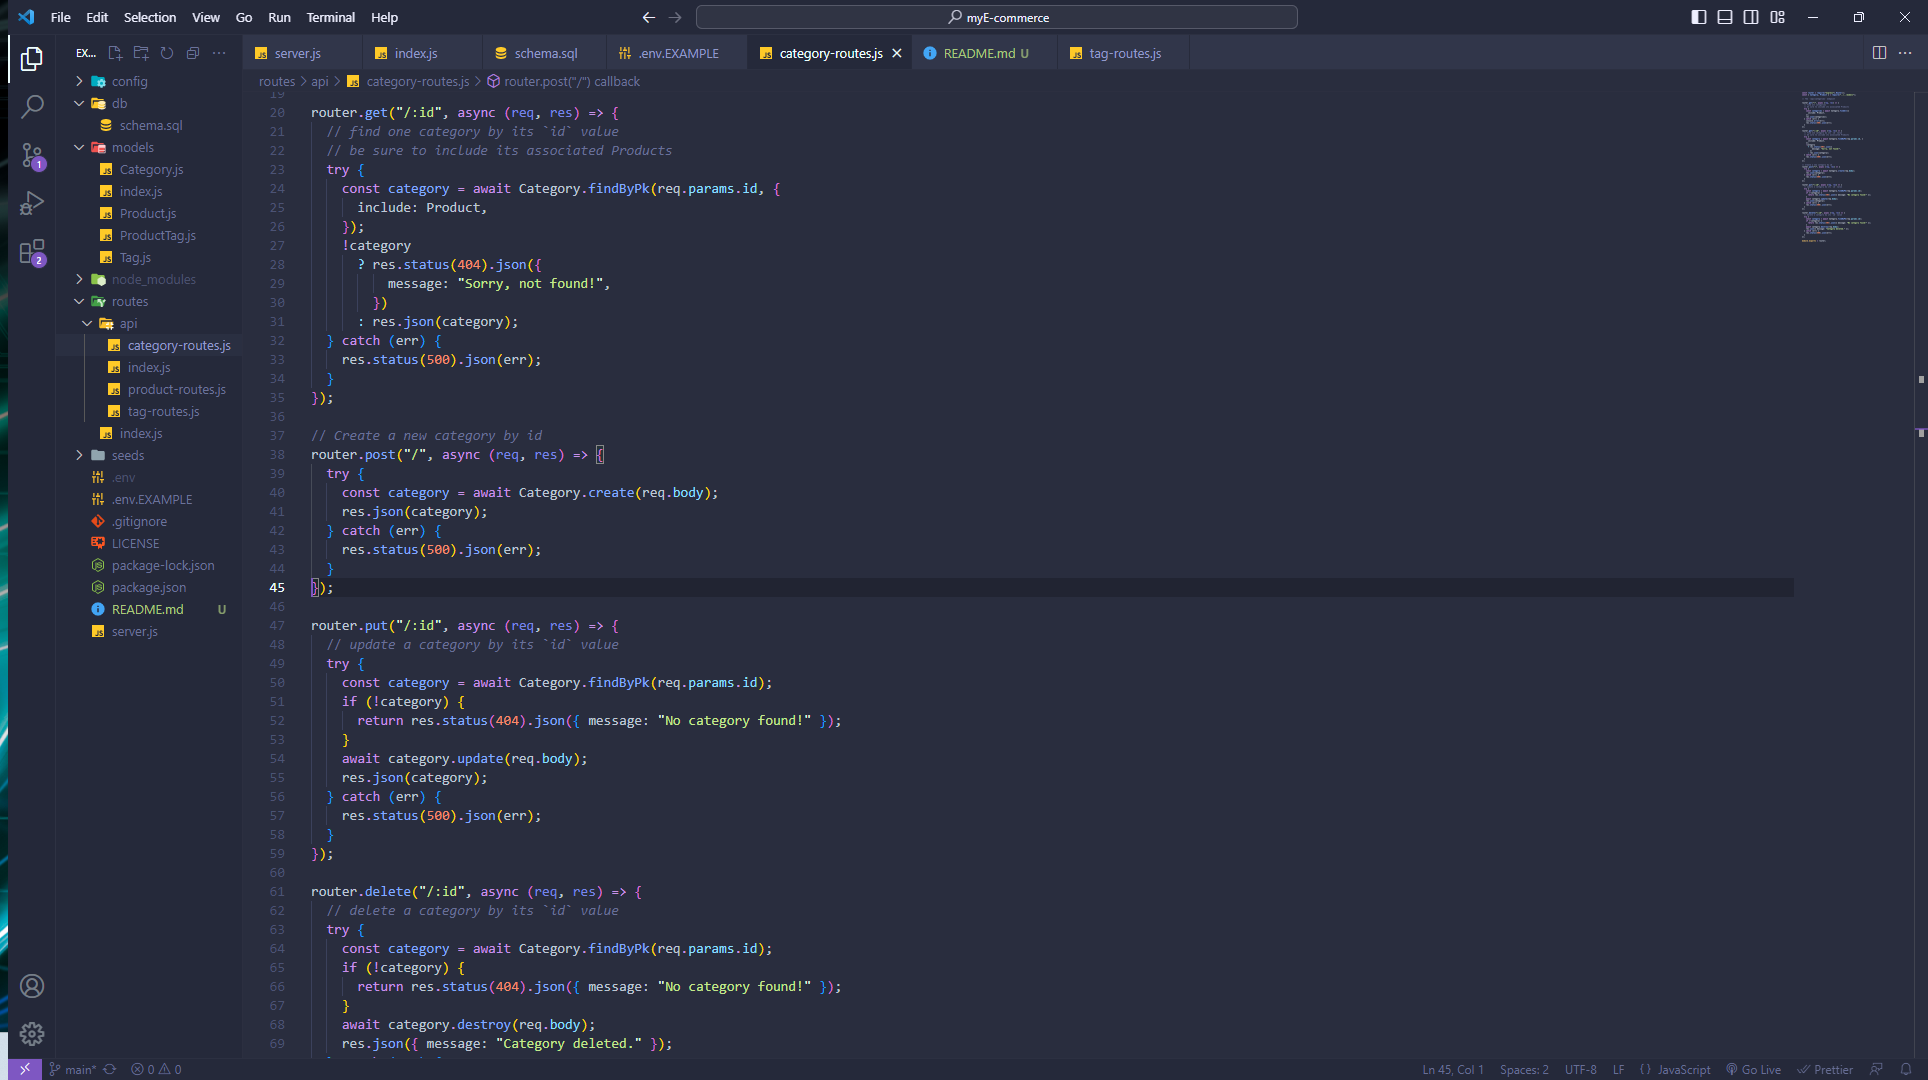 File Edit Selection View Go Run Terminal Help
myE-commerce
EX...
server.js
index.js
schema.sql
.env.EXAMPLE
category-routes.js
README.md U
tag-routes.js
routes > api > category-routes.js > router.post("/") callback
config
db
schema.sql
models
Category.js
index.js
Product.js
ProductTag.js
Tag.js
node_modules
routes
api
category-routes.js
index.js
product-routes.js
tag-routes.js
index.js
seeds
.env
.env.EXAMPLE
.gitignore
LICENSE
package-lock.json
package.json
README.md U
server.js
1
2
19
20 router.get("/:id", async (req, res) => {
21 // find one category by its `id` value
22 // be sure to include its associated Products
23 try {
24 const category = await Category.findByPk(req.params.id, {
25 include: Product,
26 });
27 !category
28 ? res.status(404).json({
29 message: "Sorry, not found!",
30 })
31 : res.json(category);
32 } catch (err) {
33 res.status(500).json(err);
34 }
35 });
36
37 // Create a new category by id
38 router.post("/", async (req, res) => {
39 try {
40 const category = await Category.create(req.body);
41 res.json(category);
42 } catch (err) {
43 res.status(500).json(err);
44 }
45 });
46
47 router.put("/:id", async (req, res) => {
48 // update a category by its `id` value
49 try {
50 const category = await Category.findByPk(req.params.id);
51 if (!category) {
52 return res.status(404).json({ message: "No category found!" });
53 }
54 await category.update(req.body);
55 res.json(category);
56 } catch (err) {
57 res.status(500).json(err);
58 }
59 });
60
61 router.delete("/:id", async (req, res) => {
62 // delete a category by its `id` value
63 try {
64 const category = await Category.findByPk(req.params.id);
65 if (!category) {
66 return res.status(404).json({ message: "No category found!" });
67 }
68 await category.destroy(req.body);
69 res.json({ message: "Category deleted." });
main* 0 0
Ln 45, Col 1 Spaces: 2 UTF-8 LF { } JavaScript Go Live Prettier